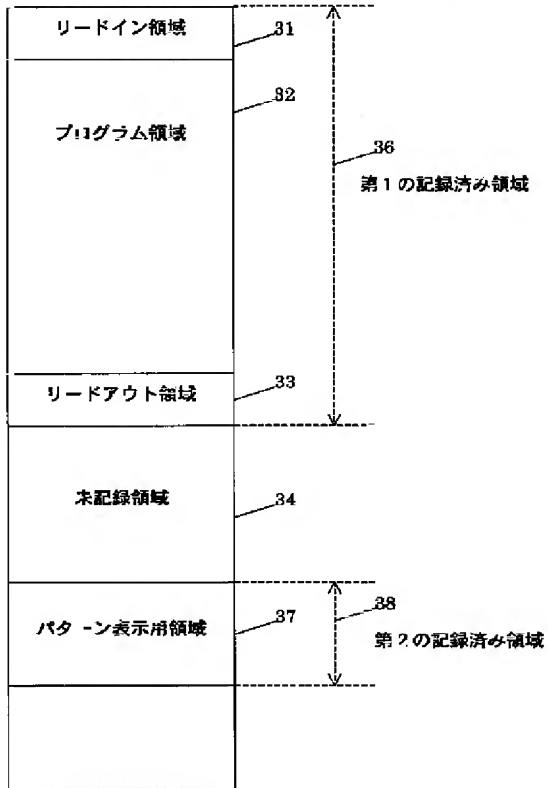 リードイン領域
31
32
プログラム領域
36
第1の記録済み領域
リードアウト領域
33
未記録領域
34
パターン表示用領域
37
38
第2の記録済み領域